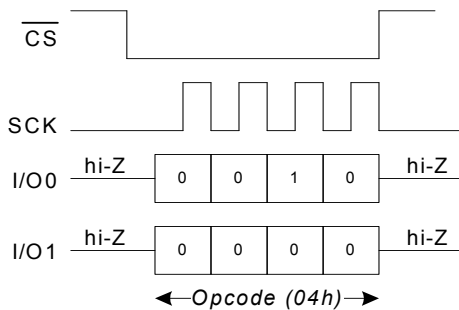 CS
SCK
I/O0 hi-Z 0 0 1 0 hi-Z
I/O1 hi-Z 0 0 0 0 hi-Z
Opcode (04h)